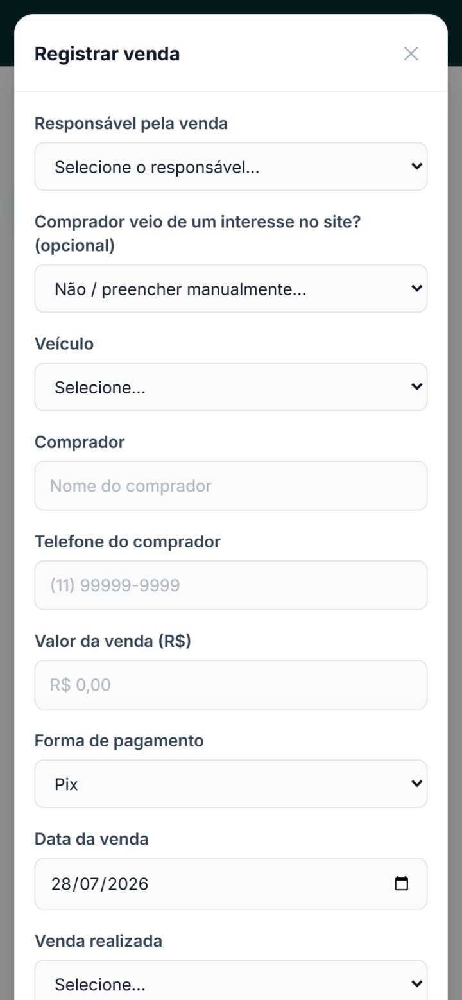 Registrar venda
Responsável pela venda
Selecione o responsável...
Comprador veio de um interesse no site?
(opcional)
Não / preencher manualmente...
Veículo
Selecione...
Comprador
Nome do comprador
Telefone do comprador
(11) 99999-9999
Valor da venda (R$)
R$ 0,00
Forma de pagamento
Pix
Data da venda
28/07/2026
Venda realizada
Selecione...